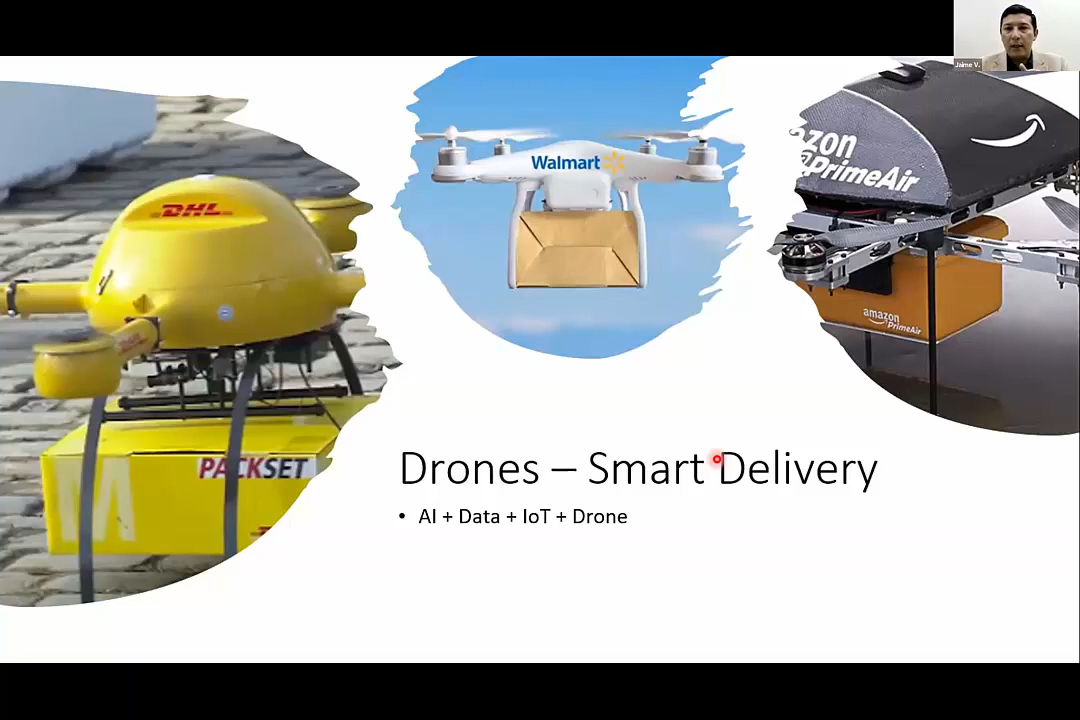 Jaime V.
DHL
Walmart
azon
PrimeAir
amazon
PrimeAir
PACKSET
M
Drones – Smart Delivery
• AI + Data + IoT + Drone